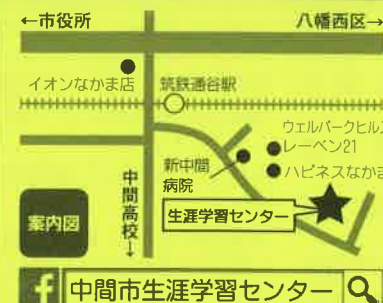 ←市役所
八幡西区→
イオンなかま店
筑鉄通谷駅
ウェルパークヒルズ
レーベン21
ハピネスなかま
新中間
病院
中間高校→
生涯学習センター
案内図
f 中間市生涯学習センター